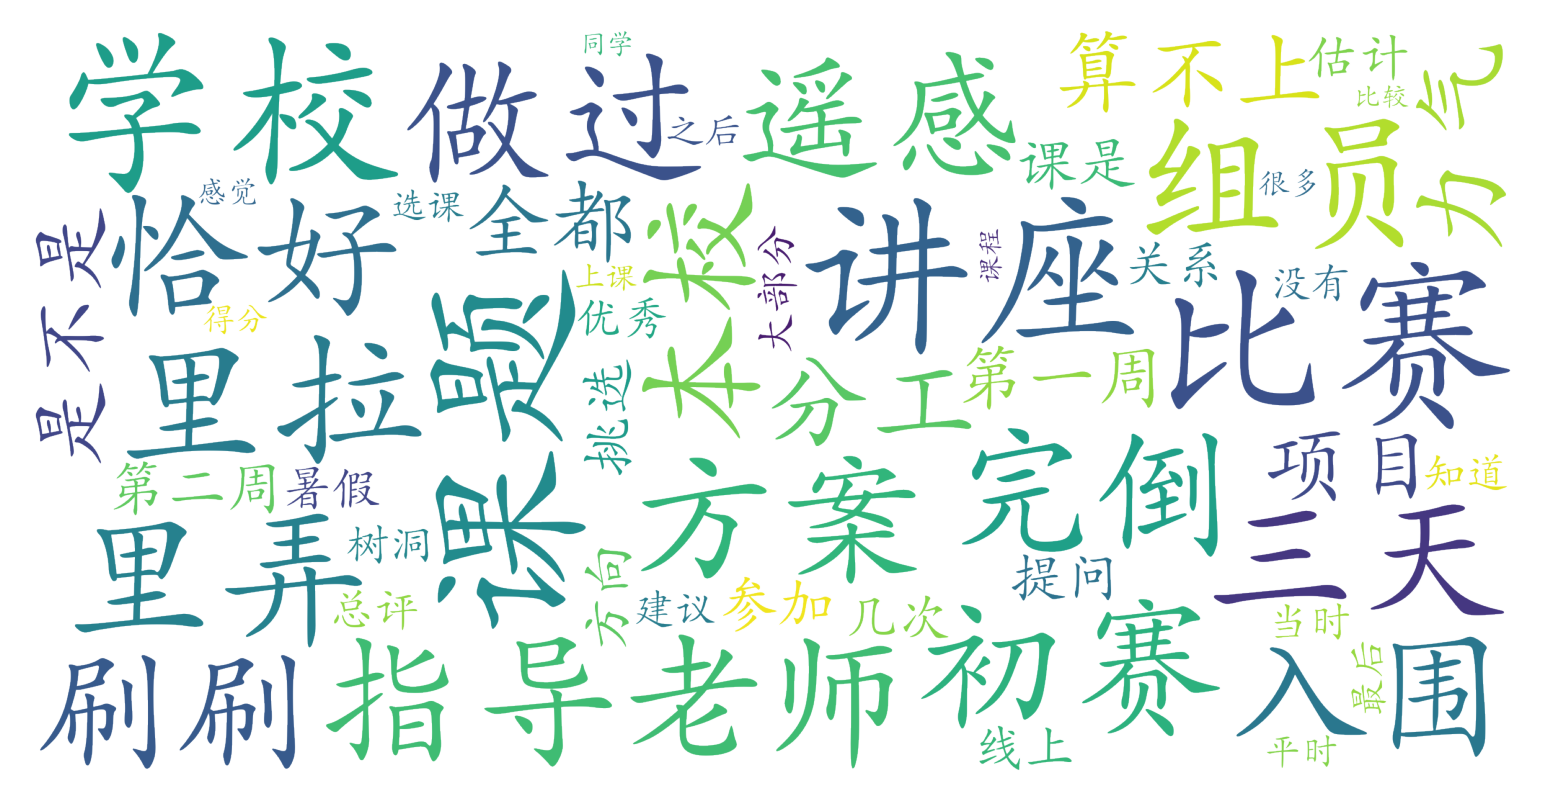 同学
学校
做过
之后
遥感
算不上
估计
比较
力气
课是
组员
很多
感觉
选课
全都
恰好
本校
大部分
讲座
课程
关系
没有
比赛
是不是
得分
上课
优秀
课题
里拉
挑选
分工
第一周
第二周
暑假
方案
完倒
项目
知道
里弄
树洞
三天
提问
方向
建议
参加
几次
总评
初赛
当时
刷刷
指导老师
入围
最后
线上
平时